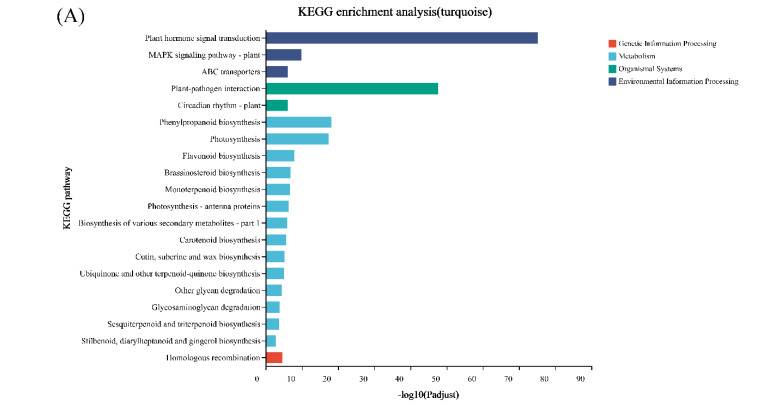 (A)
KEGG enrichment analysis(turquoise)
Plant hormone signal transduction
MAPK signaling pathway - plant
ABC transporters
Plant-pathogen interaction
Circadian rhythm - plant
Phenylpropanoid biosynthesis
Photosynthesis
Flavonoid biosynthesis
Brassinosteroid biosynthesis
Monoterpenoid biosynthesis
Photosynthesis - antenna proteins
Biosynthesis of various secondary metabolites - part 1
Carotenoid biosynthesis
Cutin, suberine and wax biosynthesis
Ubiquinone and other terpenoid-quinone biosynthesis
Other glycan degradation
Glycosaminoglycan degradation
Sesquiterpenoid and triterpenoid biosynthesis
Stilbenoid, diarylheptanoid and gingerol biosynthesis
Homologous recombination
KEGG pathway
0 10 20 30 40 50 60 70 80 90
-log10(Padjust)
Genetic Information Processing
Metabolism
Organismal Systems
Environmental Information Processing